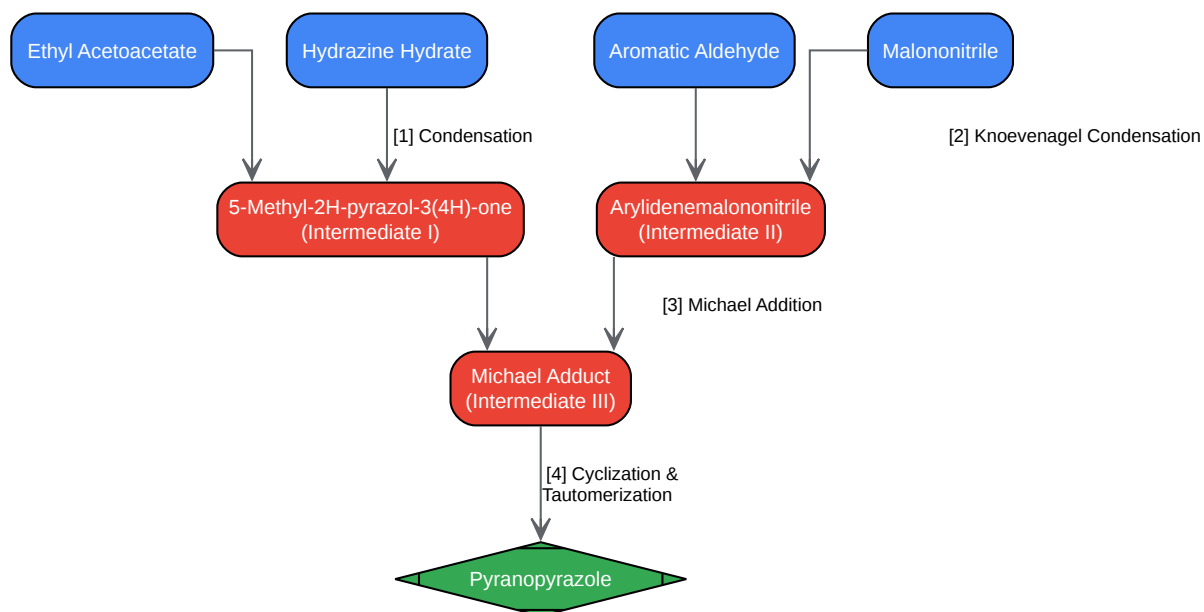 Ethyl Acetoacetate
Hydrazine Hydrate
Aromatic Aldehyde
Malononitrile
[1] Condensation
[2] Knoevenagel Condensation
5-Methyl-2H-pyrazol-3(4H)-one
(Intermediate I)
Arylidenemalononitrile
(Intermediate II)
[3] Michael Addition
Michael Adduct
(Intermediate III)
[4] Cyclization &
Tautomerization
Pyranopyrazole